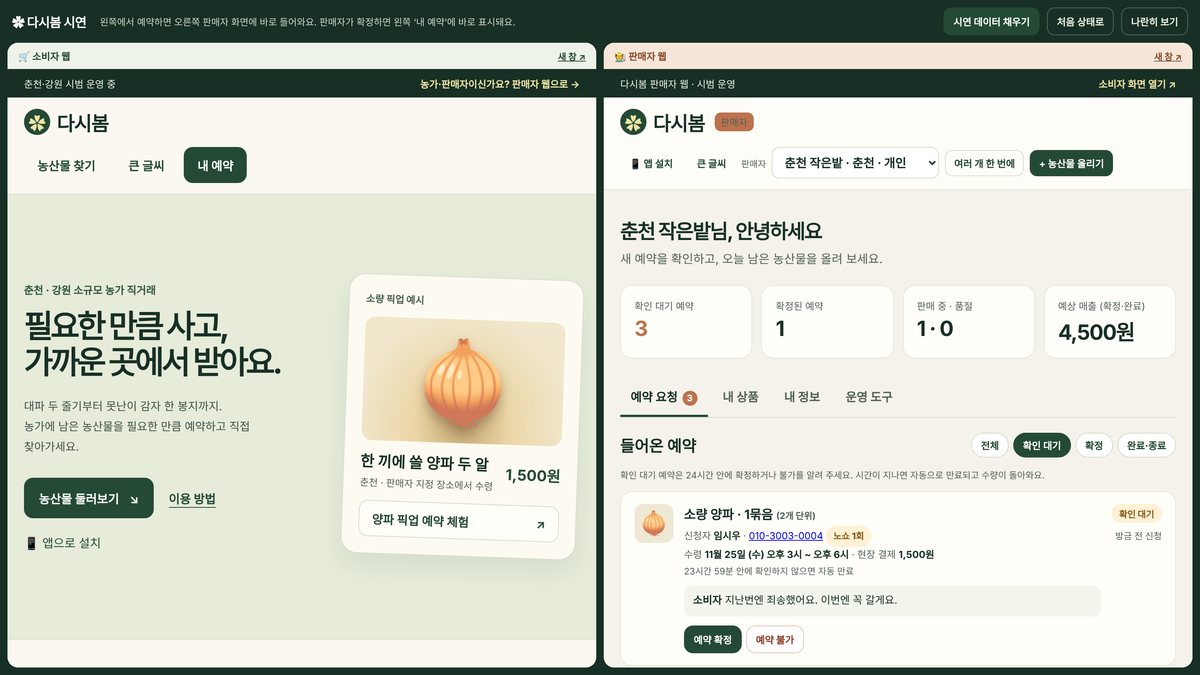 다시봄 시연
왼쪽에서 예약하면 오른쪽 판매자 화면에 바로 들어와요. 판매자가 확정하면 왼쪽 '내 예약'에 바로 표시돼요.
시연 데이터 채우기
처음 상태로
나란히 보기
소비자 웹
새 창 ↗
춘천·강원 시범 운영 중
농가·판매자이신가요? 판매자 웹으로 →
다시봄
농산물 찾기
큰 글씨
내 예약
춘천 · 강원 소규모 농가 직거래
필요한 만큼 사고,
가까운 곳에서 받아요.
대파 두 줄기부터 못난이 감자 한 봉지까지.
농가에 남은 농산물을 필요한 만큼 예약하고 직접
찾아가세요.
농산물 둘러보기 ↘
이용 방법
앱으로 설치
소량 픽업 예시
한 끼에 쓸 양파 두 알
춘천 · 판매자 지정 장소에서 수령
1,500원
양파 픽업 예약 체험 ↗
판매자 웹
새 창 ↗
다시봄 판매자 웹 · 시범 운영
소비자 화면 열기 ↗
다시봄
판매자
앱 설치
큰 글씨
판매자
춘천 작은밭 · 춘천 · 개인
여러 개 한 번에
+ 농산물 올리기
춘천 작은밭님, 안녕하세요
새 예약을 확인하고, 오늘 남은 농산물을 올려 보세요.
확인 대기 예약
3
확정된 예약
1
판매 중 · 품절
1 · 0
예상 매출 (확정·완료)
4,500원
예약 요청 3
내 상품
내 정보
운영 도구
들어온 예약
전체
확인 대기
확정
완료·종료
확인 대기 예약은 24시간 안에 확정하거나 불가를 알려 주세요. 시간이 지나면 자동으로 만료되고 수량이 돌아와요.
소량 양파 · 1묶음 (2개 단위)
확인 대기
신청자 임시우 · 010-3003-0004 노쇼 1회
방금 전 신청
수령 11월 25일 (수) 오후 3시 ~ 오후 6시 · 현장 결제 1,500원
23시간 59분 안에 확인하지 않으면 자동 만료
소비자 지난번엔 죄송했어요. 이번엔 꼭 갈게요.
예약 확정
예약 불가